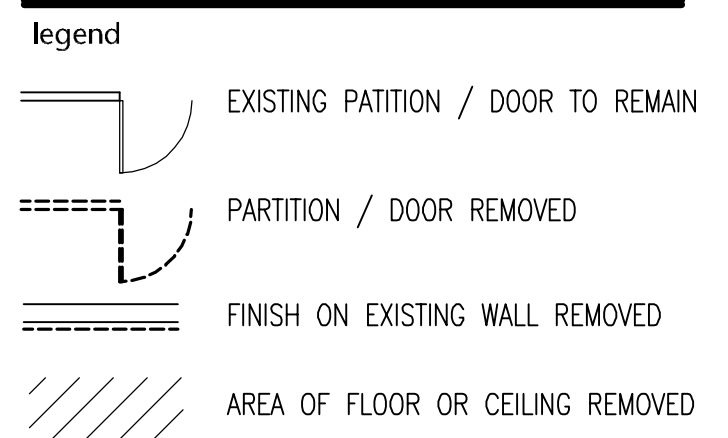 legend
EXISTING PATITION / DOOR TO REMAIN
PARTITION / DOOR REMOVED
FINISH ON EXISTING WALL REMOVED
AREA OF FLOOR OR CEILING REMOVED